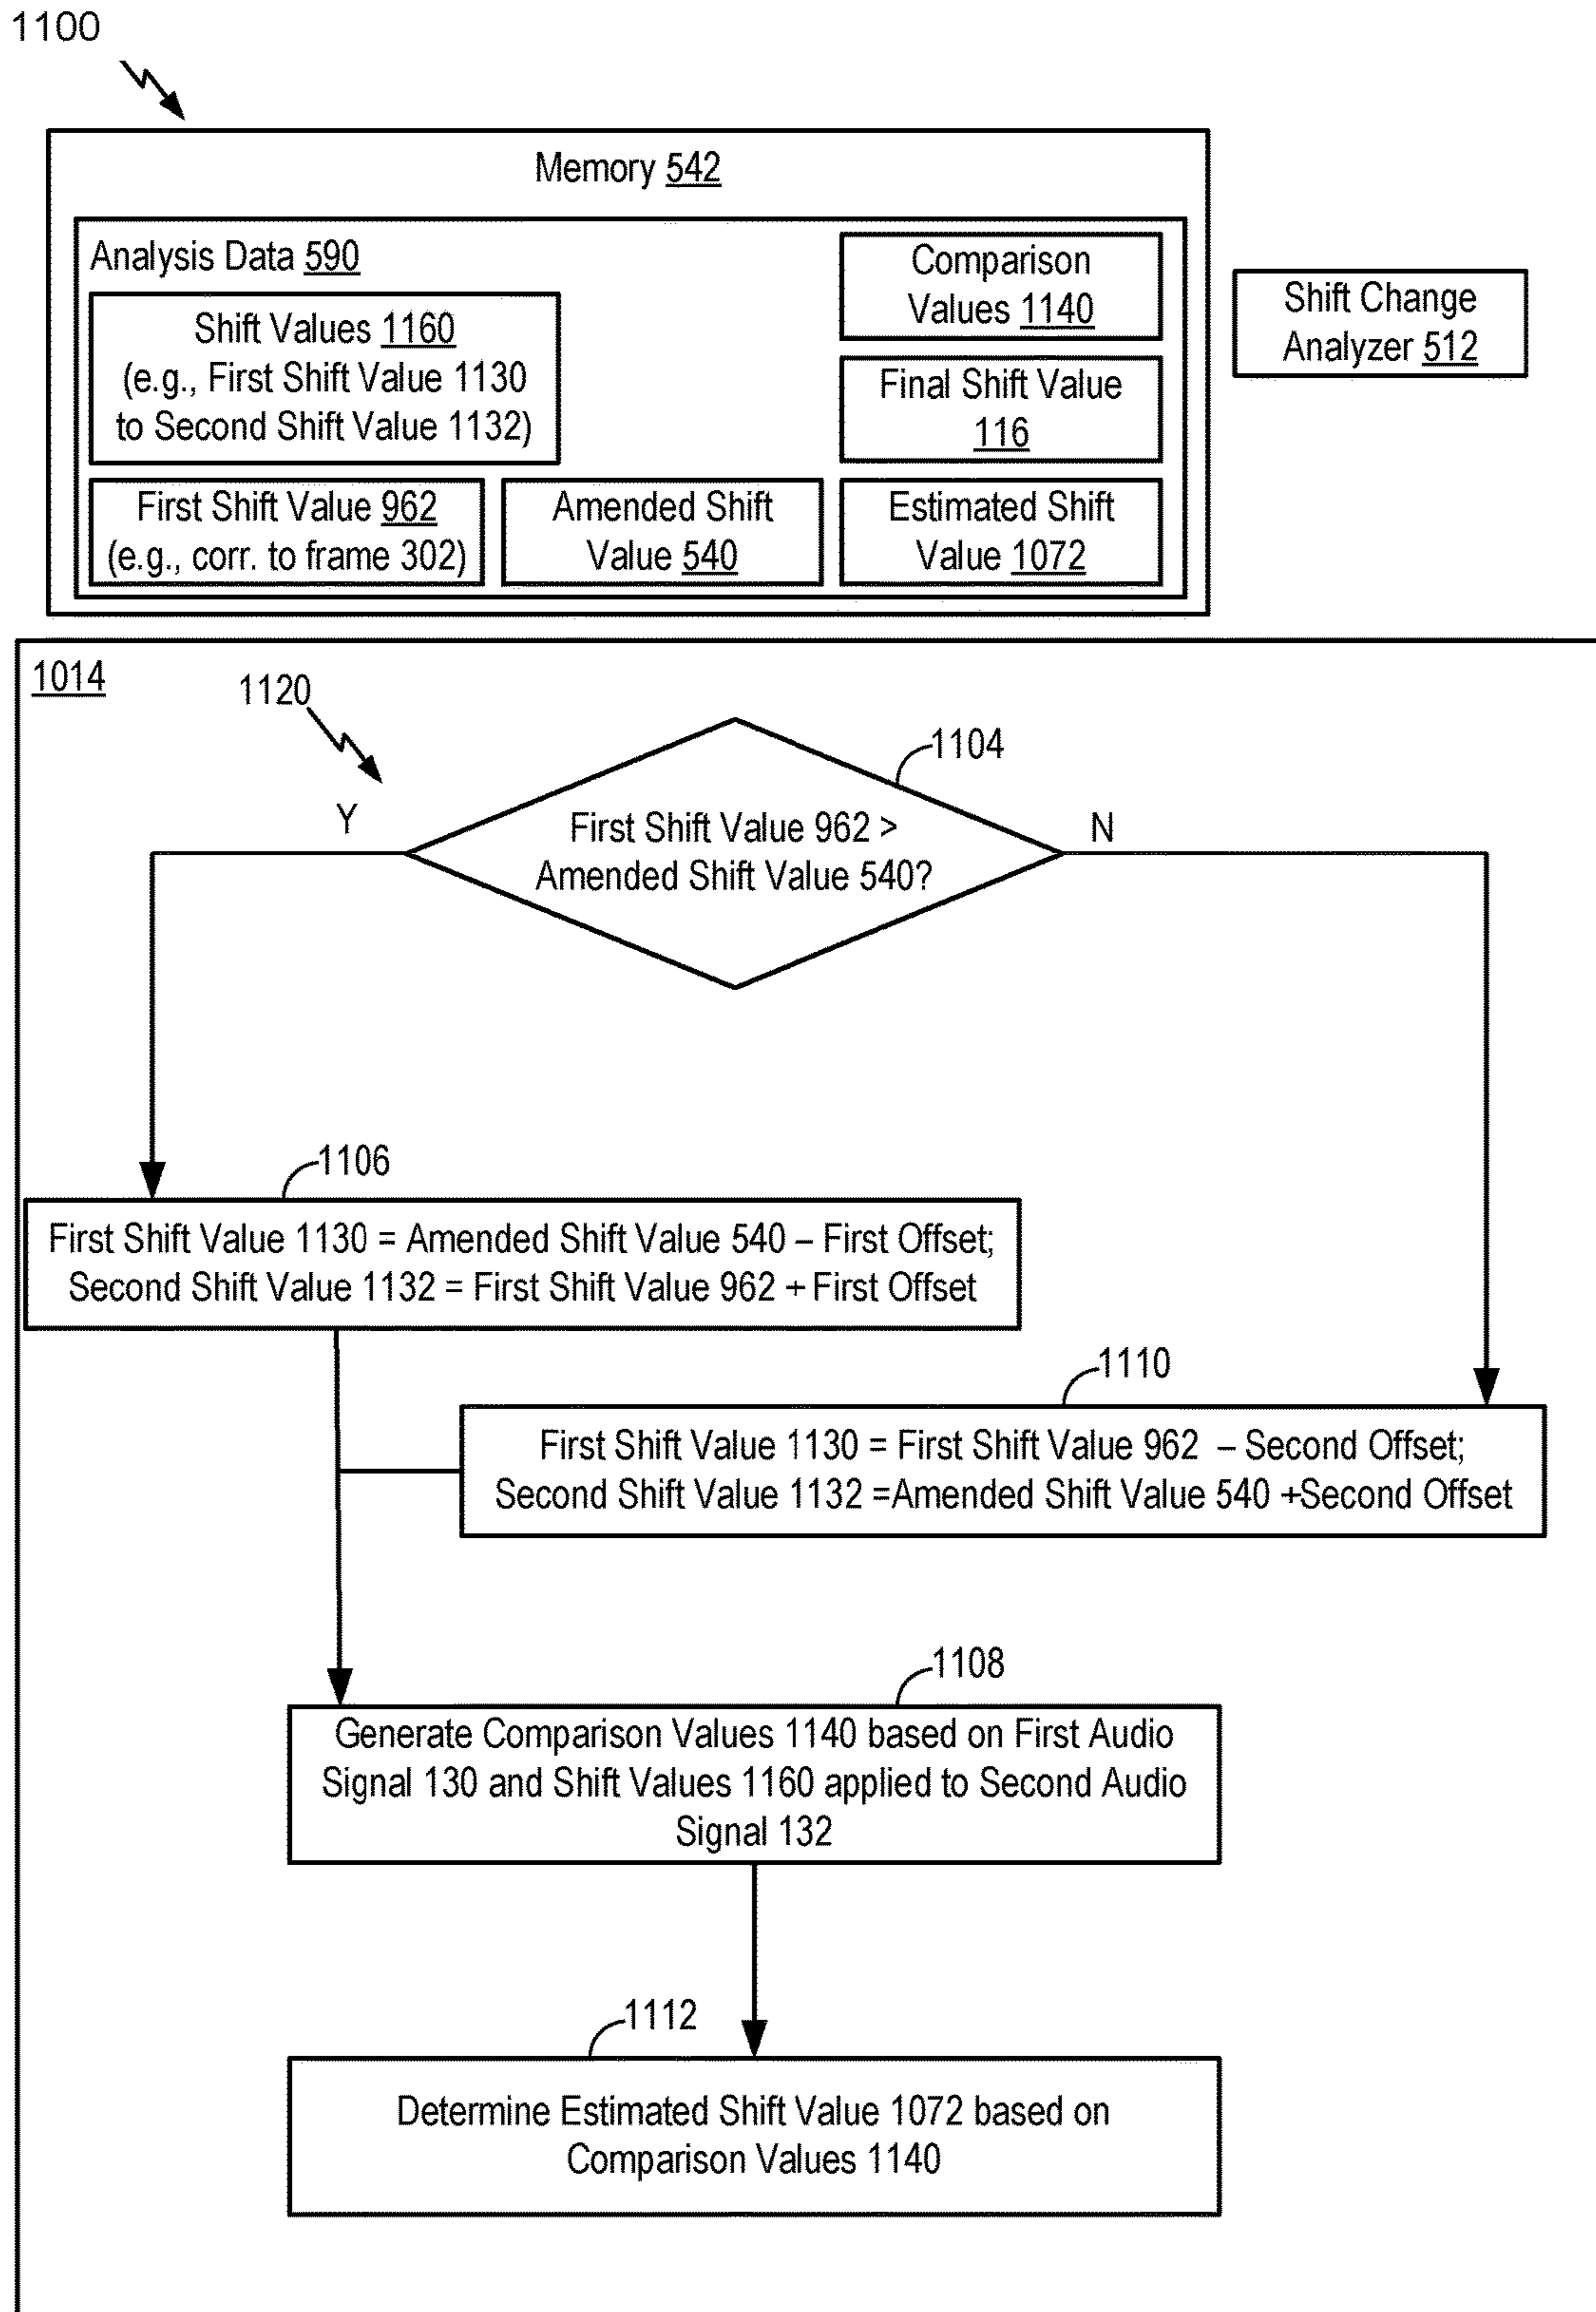 1100
Memory 542
Analysis Data 590
Shift Values 1160
(e.g., First Shift Value 1130
to Second Shift Value 1132)
Comparison
Values 1140
Final Shift Value
116
First Shift Value 962
(e.g., corr. to frame 302)
Amended Shift
Value 540
Estimated Shift
Value 1072
Shift Change
Analyzer 512
1014
1120
1104
Y
First Shift Value 962 >
Amended Shift Value 540?
N
1106
First Shift Value 1130 = Amended Shift Value 540 – First Offset;
Second Shift Value 1132 = First Shift Value 962 + First Offset
1110
First Shift Value 1130 = First Shift Value 962 – Second Offset;
Second Shift Value 1132 =Amended Shift Value 540 +Second Offset
1108
Generate Comparison Values 1140 based on First Audio
Signal 130 and Shift Values 1160 applied to Second Audio
Signal 132
1112
Determine Estimated Shift Value 1072 based on
Comparison Values 1140